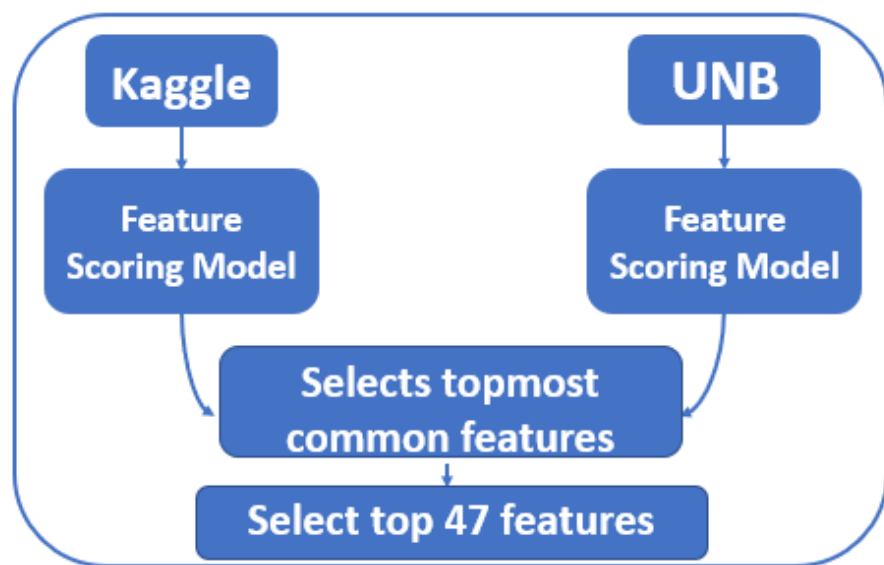 Kaggle
UNB
Feature
Scoring Model
Feature
Scoring Model
Selects topmost
common features
Select top 47 features